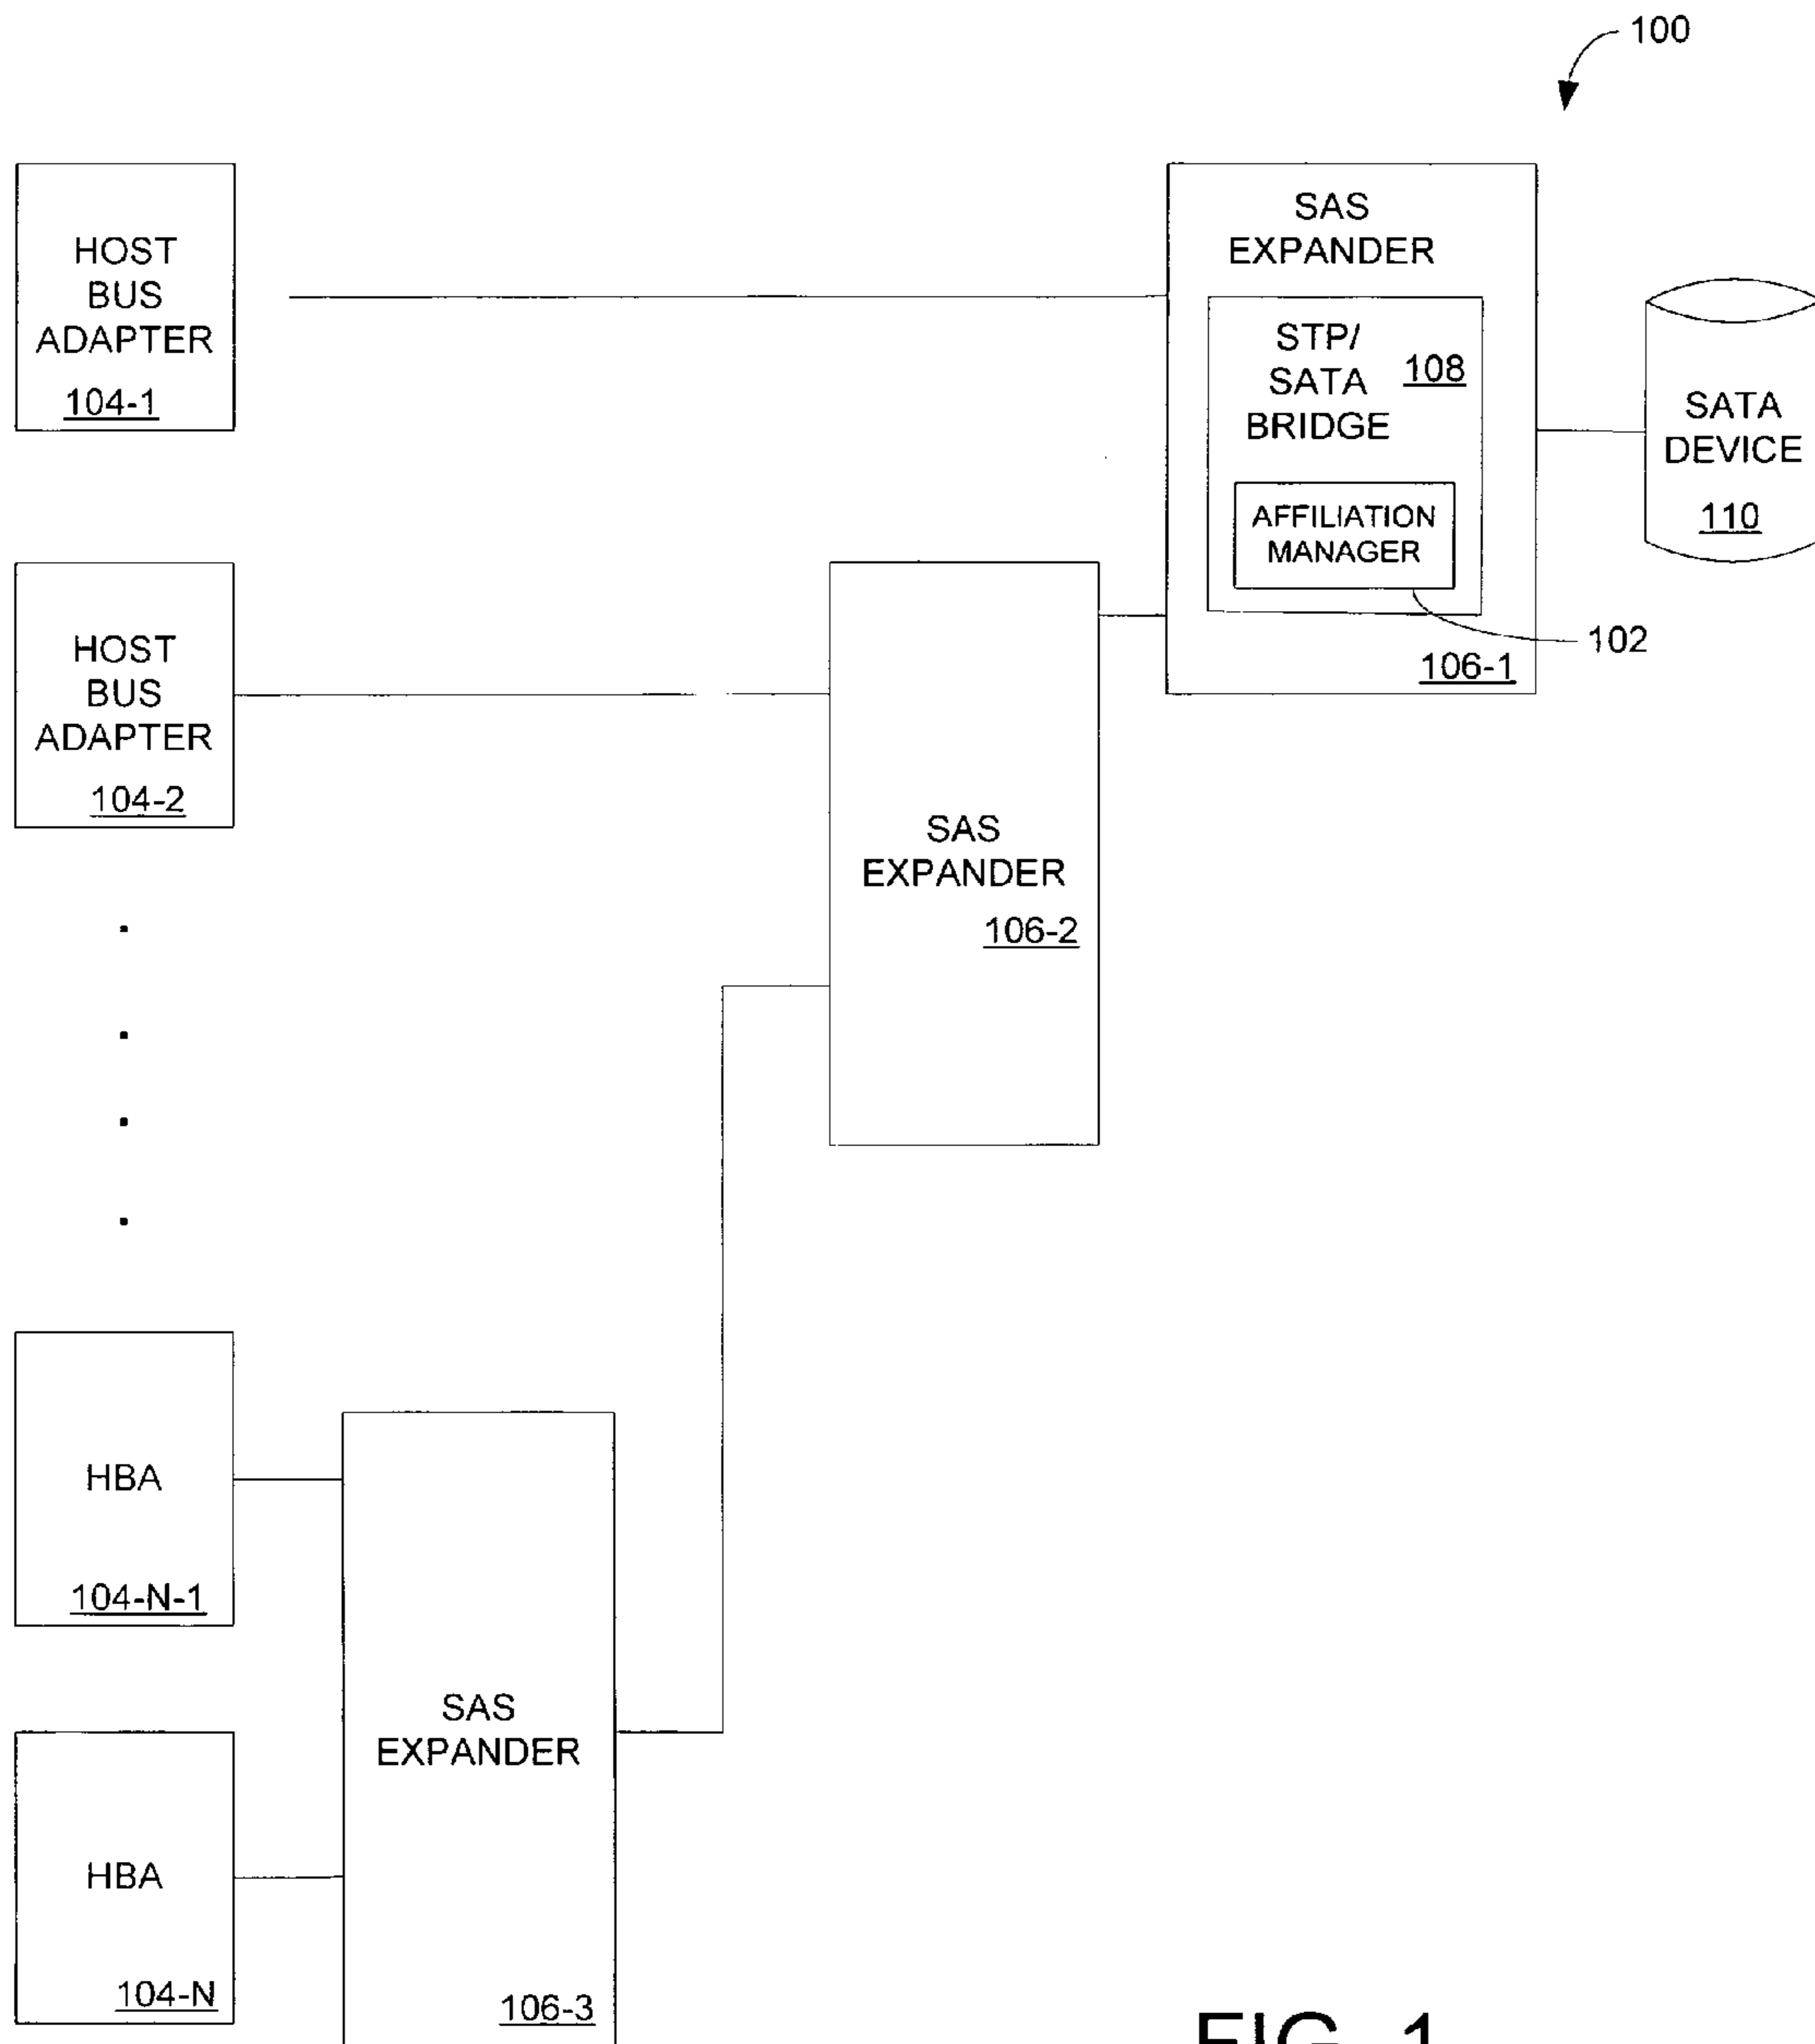 100
HOST
BUS
ADAPTER
104-1
SAS
EXPANDER
STP/
SATA
BRIDGE
108
AFFILIATION
MANAGER
102
106-1
SATA
DEVICE
110
HOST
BUS
ADAPTER
104-2
SAS
EXPANDER
106-2
HBA
104-N-1
SAS
EXPANDER
106-3
HBA
104-N
FIG. 1